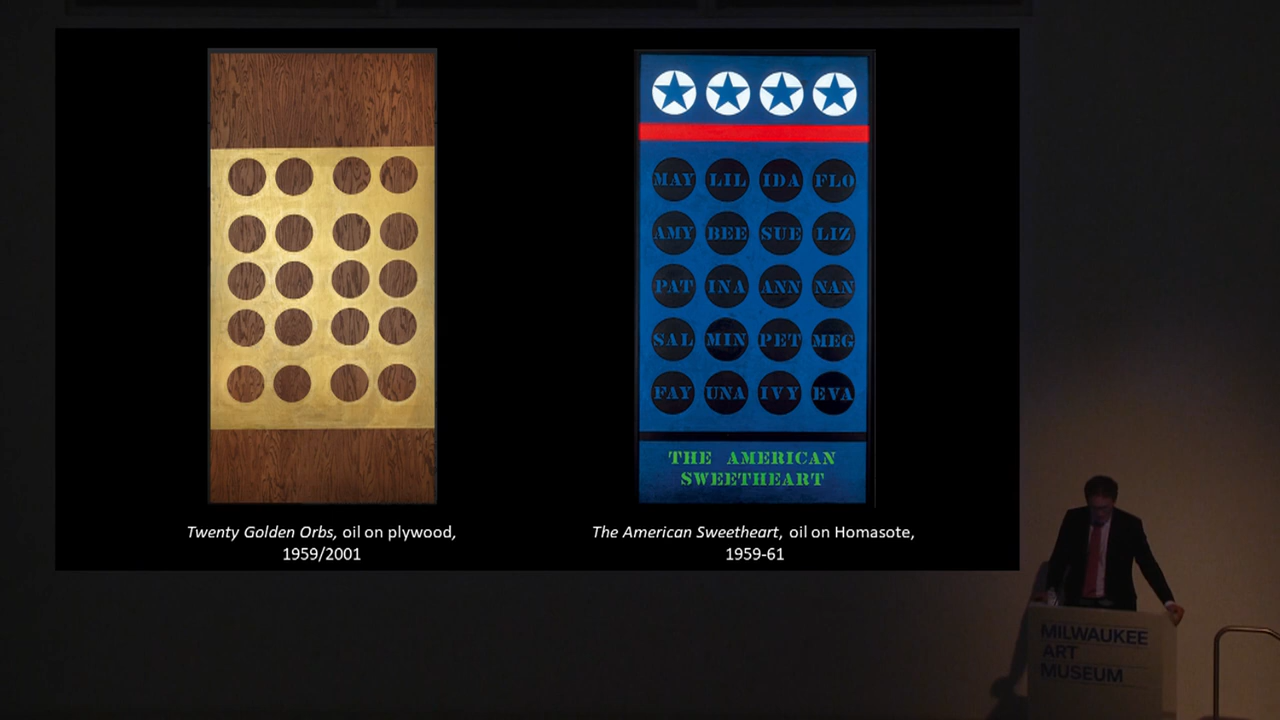 MAY LIL IDA FLO
AMY BEE SUE LIZ
PAT INA ANN NAN
SAL MIN PET MEG
FAY UNA IVY EVA
THE AMERICAN
SWEETHEART
Twenty Golden Orbs, oil on plywood,
1959/2001
The American Sweetheart, oil on Homasote,
1959-61
MILWAUKEE
ART
MUSEUM